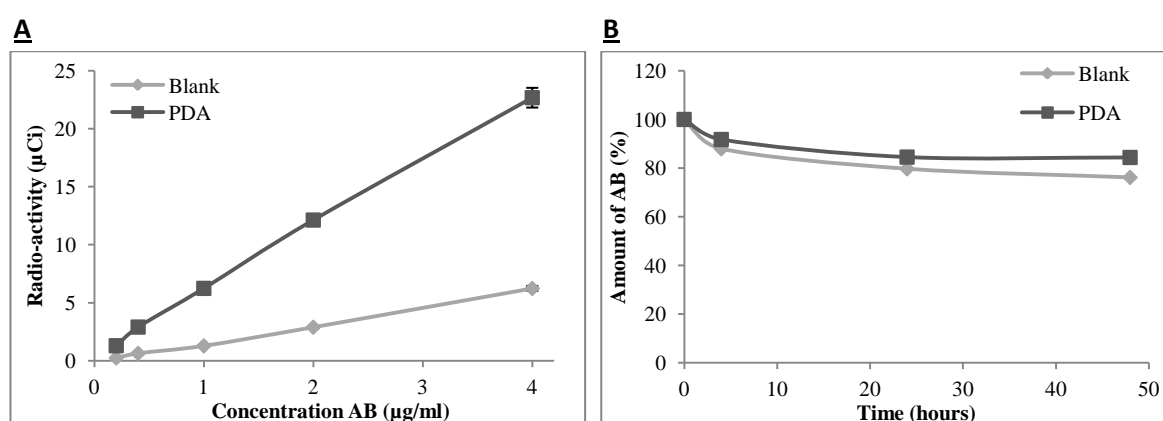 A
25
20
15
10
5
0
Radio-activity (µCi)
Blank
PDA
0 1 2 3 4
Concentration AB (µg/ml)
B
120
100
80
60
40
20
0
Amount of AB (%)
Blank
PDA
0 10 20 30 40 50
Time (hours)